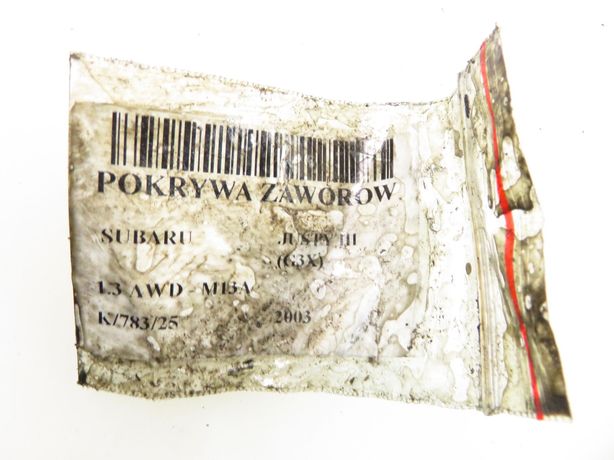 POKRYWA ZAWORÓW
SUBARU JUSTY III
(G3X)
1.3 AWD - M13A
K/783/25 2003